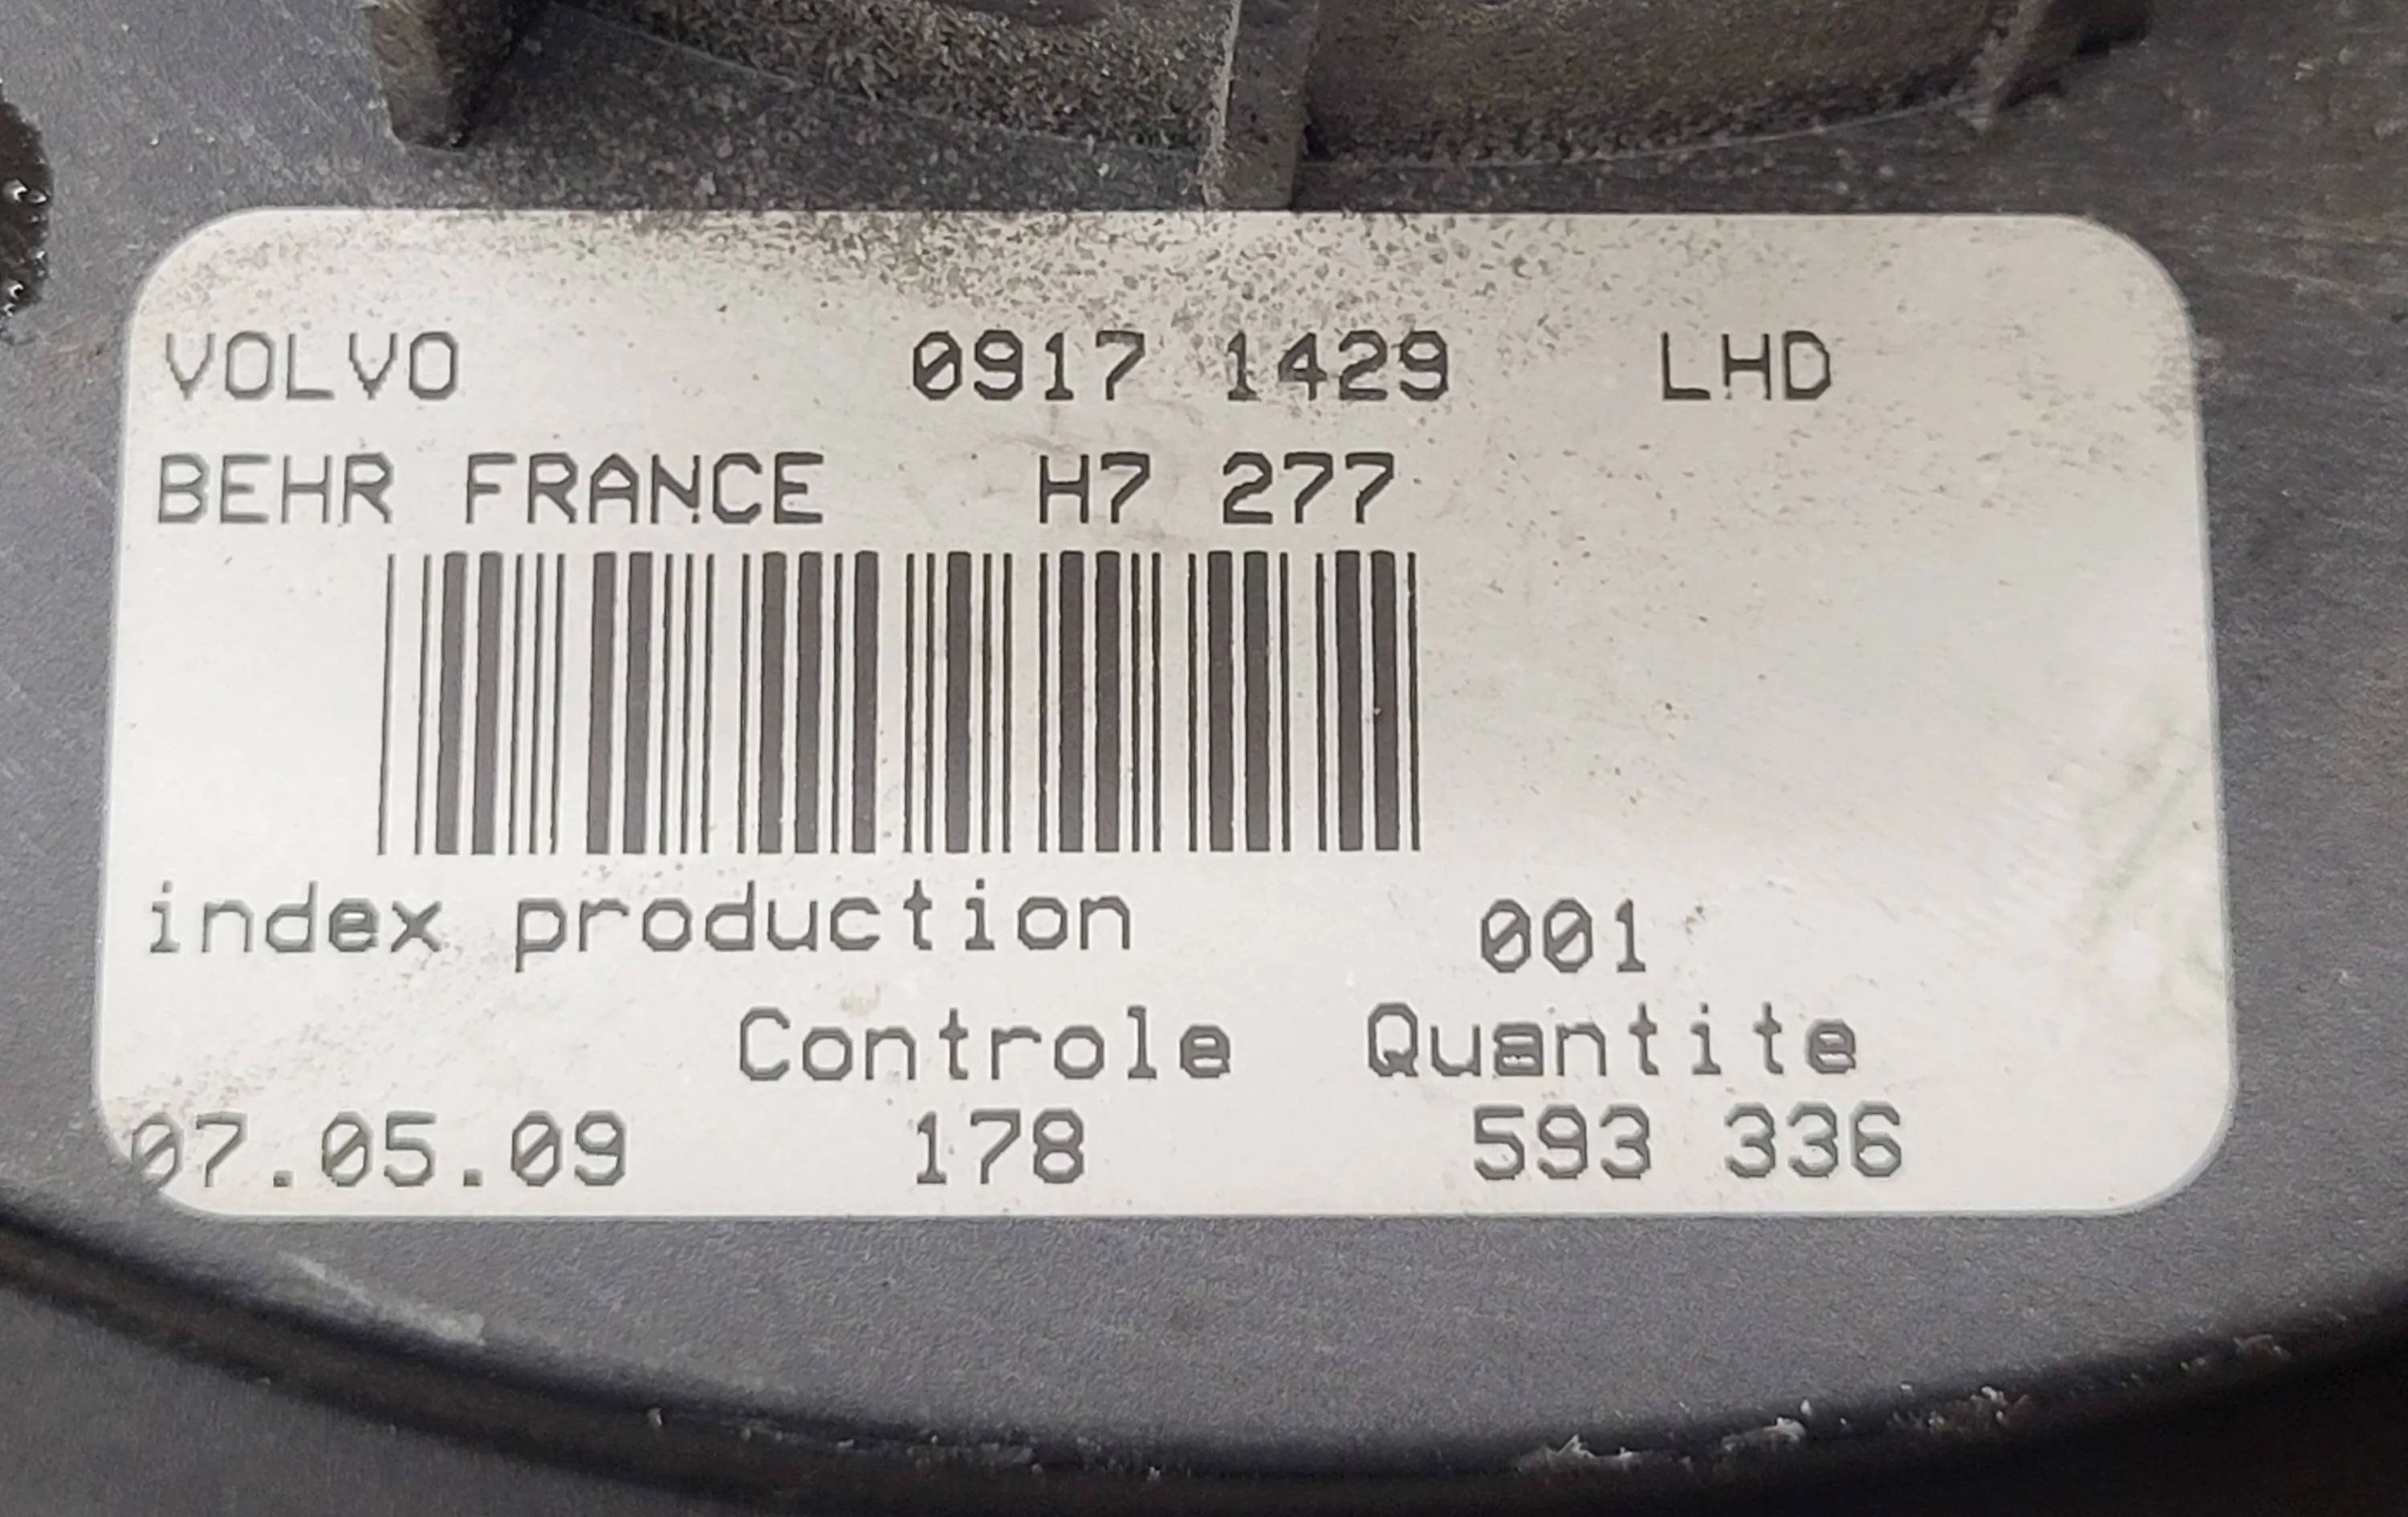 VOLVO 0917 1429 LHD
BEHR FRANCE H7 277
index production 001
Controle Quantite
07.05.09 178 593 336